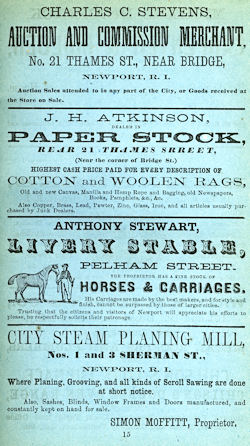 CHARLES C. STEVENS,
AUCTION AND COMMISSION MERCHANT.
No. 21 THAMES ST., NEAR BRIDGE,
NEWPORT, R. I.
Auction Sales attended to in any part of the City, or Goods received at
the Store on Sale.
J. H. ATKINSON,
DEALER IN
PAPER STOCK,
REAR 21 THAMES SRREET,
(Near the corner of Bridge St.)
HIGHEST CASH PRICE PAID FOR EVERY DESCRIPTION OF
COTTON and WOOLEN RAGS,
Old and new Canvas, Manilla and Hemp Rope and Bagging, old Newspapers,
Books, Pamphlets, &c., &c.
Also Copper, Brass, Lead, Pewter, Zinc, Glass, Iron, and all articles usually pur-
chased by Junk Dealers.
ANTHONY STEWART,
LIVERY STABLE,
PELHAM STREET.
THE PROPRIETOR HAS A FINE STOCK OF
HORSES & CARRIAGES.
His Carriages are made by the best makers, and for style and
finish, cannot be surpassed by those of larger cities.
Trusting that the citizens and visitors of Newport will appreciate his efforts to
please, he respectfully solicits their patronage.
CITY STEAM PLANING MILL,
Nos. 1 and 3 SHERMAN ST.,
NEWPORT, R. I.
Where Planing, Grooving, and all kinds of Scroll Sawing are done
at short notice.
Also, Sashes, Blinds, Window Frames and Doors manufactured, and
constantly kept on hand for sale.
SIMON MOFFITT, Proprietor.
15